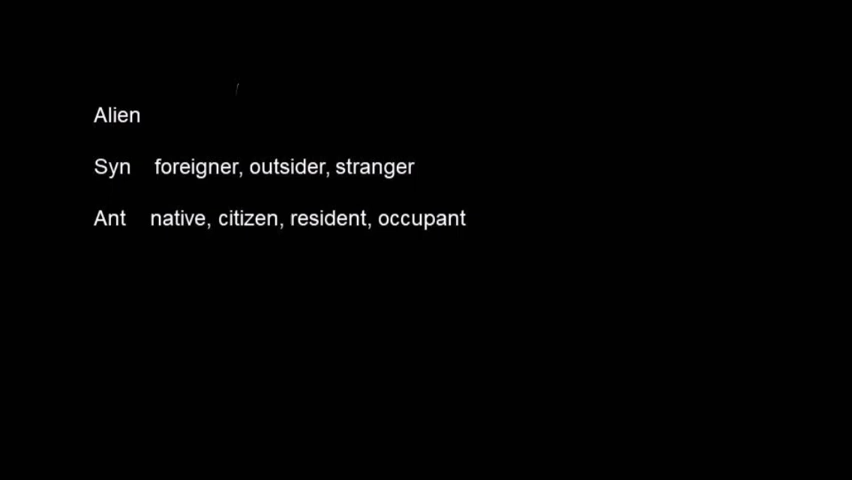 Alien
Syn foreigner, outsider, stranger
Ant native, citizen, resident, occupant